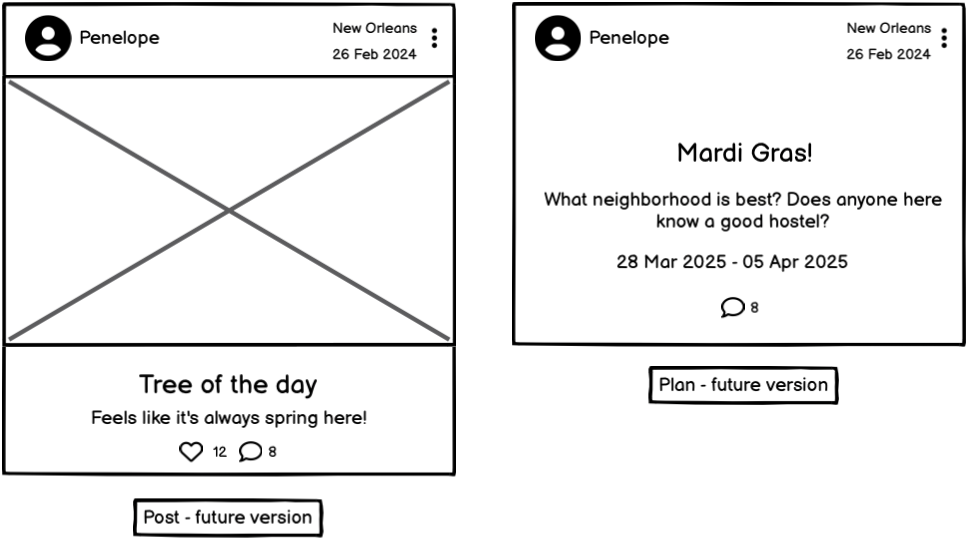 Penelope
New Orleans
26 Feb 2024
Tree of the day
Feels like it's always spring here!
12
8
Post - future version
Penelope
New Orleans
26 Feb 2024
Mardi Gras!
What neighborhood is best? Does anyone here
know a good hostel?
28 Mar 2025 - 05 Apr 2025
8
Plan - future version